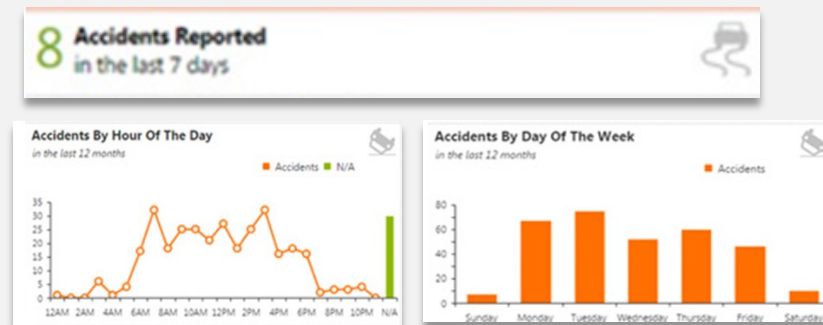 8 Accidents Reported
in the last 7 days
Accidents By Hour Of The Day
in the last 12 months
Accidents N/A
35
30
25
20
15
10
5
0
12AM 2AM 4AM 6AM 8AM 10AM 12PM 2PM 4PM 6PM 8PM 10PM N/A
Accidents By Day Of The Week
in the last 12 months
Accidents
80
60
40
20
0
Sunday Monday Tuesday Wednesday Thursday Friday Saturday